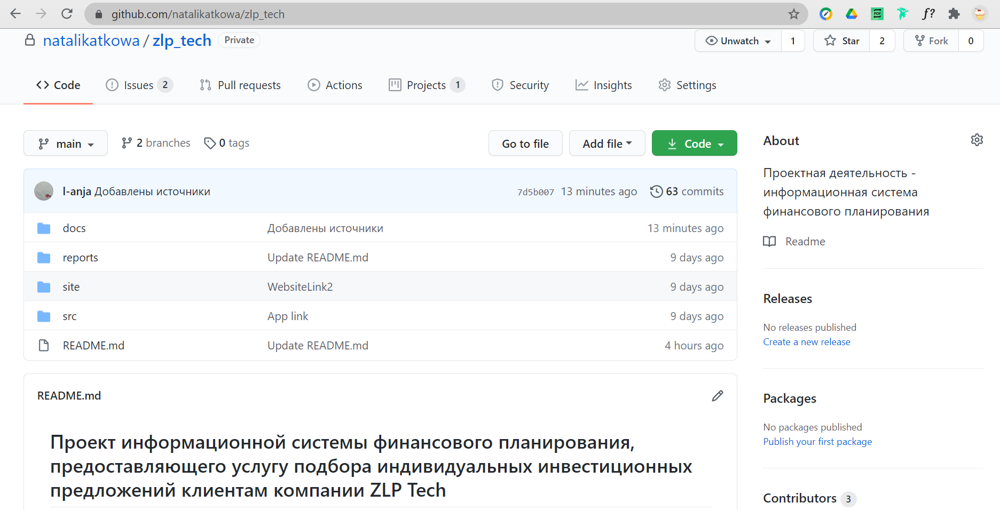 github.com/natalikatkowa/zlp_tech
PDF
f?
natalikatkowa / zlp_tech Private
Unwatch 1 Star 2 Fork 0
Code Issues 2 Pull requests Actions Projects 1 Security Insights Settings
main 2 branches 0 tags Go to file Add file Code
l-anja Добавлены источники 7d5b007 13 minutes ago 63 commits
docs Добавлены источники 13 minutes ago
reports Update README.md 9 days ago
site WebsiteLink2 9 days ago
src App link 9 days ago
README.md Update README.md 4 hours ago
README.md
Проект информационной системы финансового планирования,
предоставляющего услугу подбора индивидуальных инвестиционных
предложений клиентам компании ZLP Tech
About
Проектная деятельность -
информационная система
финансового планирования
Readme
Releases
No releases published
Create a new release
Packages
No packages published
Publish your first package
Contributors 3